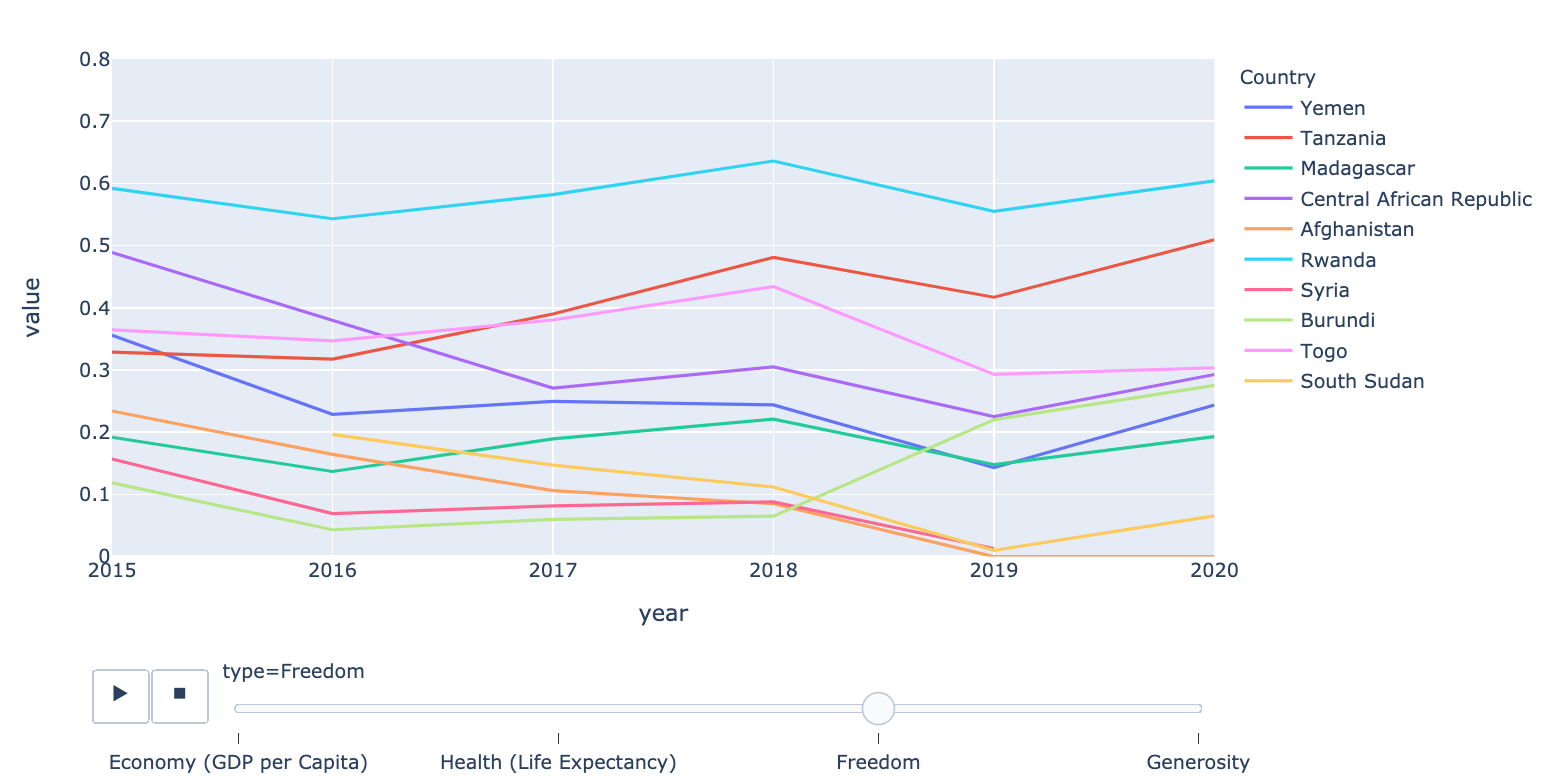 0.8
0.7
0.6
0.5
0.4
0.3
0.2
0.1
0
value
2015 2016 2017 2018 2019 2020
year
Country
Yemen
Tanzania
Madagascar
Central African Republic
Afghanistan
Rwanda
Syria
Burundi
Togo
South Sudan
type=Freedom
Economy (GDP per Capita) Health (Life Expectancy) Freedom Generosity